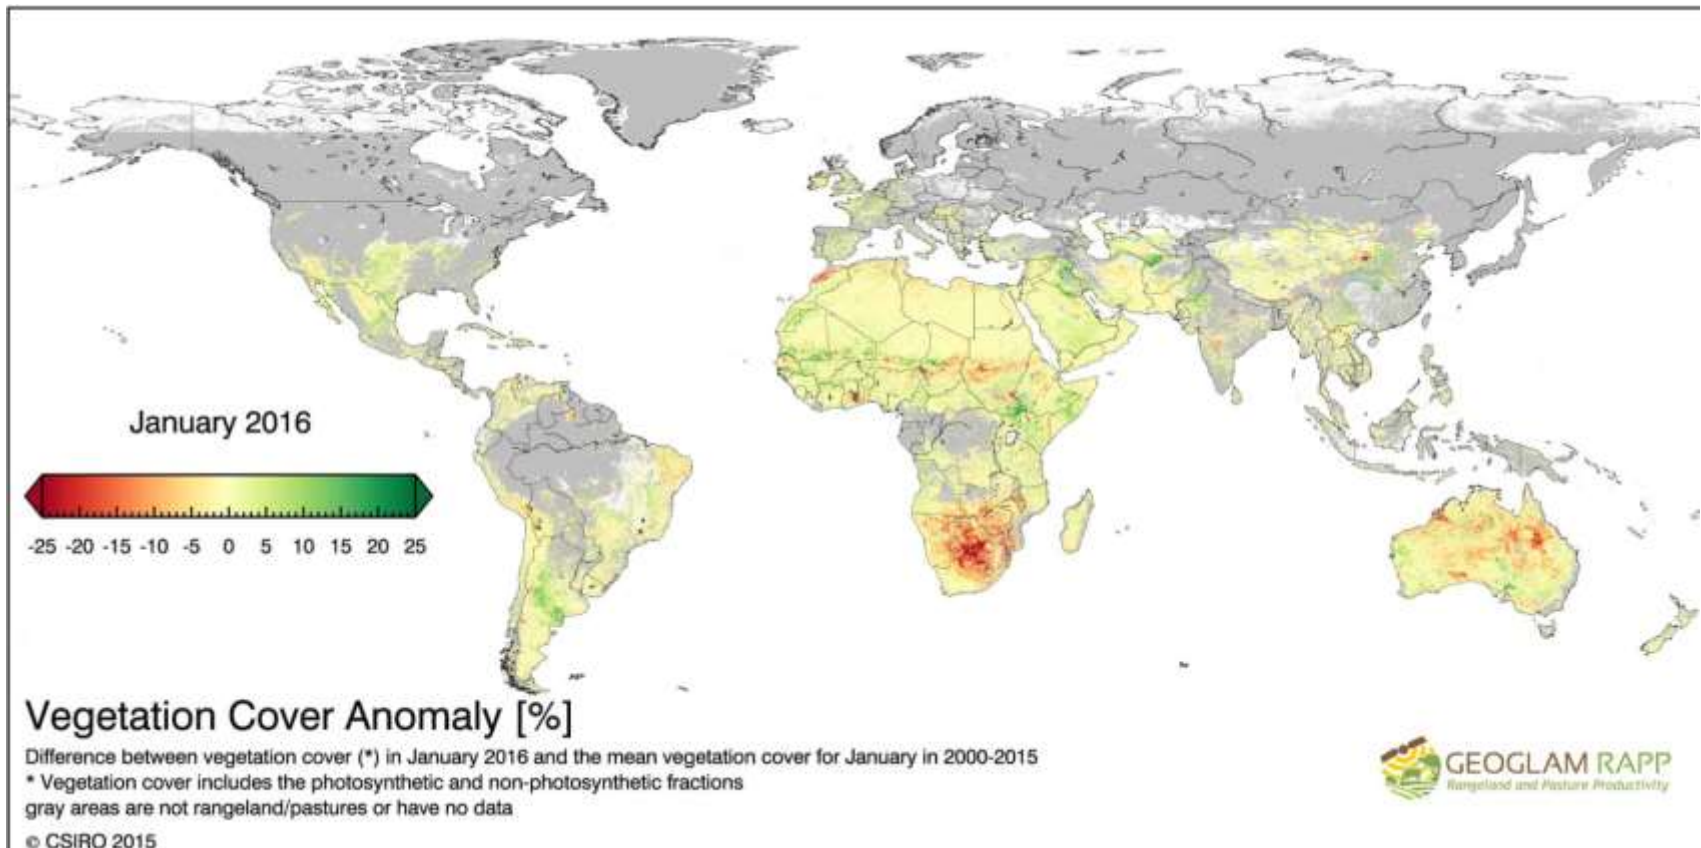 January 2016
-25 -20 -15 -10 -5 0 5 10 15 20 25
Vegetation Cover Anomaly [%]
Difference between vegetation cover (*) in January 2016 and the mean vegetation cover for January in 2000-2015
* Vegetation cover includes the photosynthetic and non-photosynthetic fractions
gray areas are not rangeland/pastures or have no data
© CSIRO 2015
GEOGLAM RAPP
Rangeland and Pasture Productivity